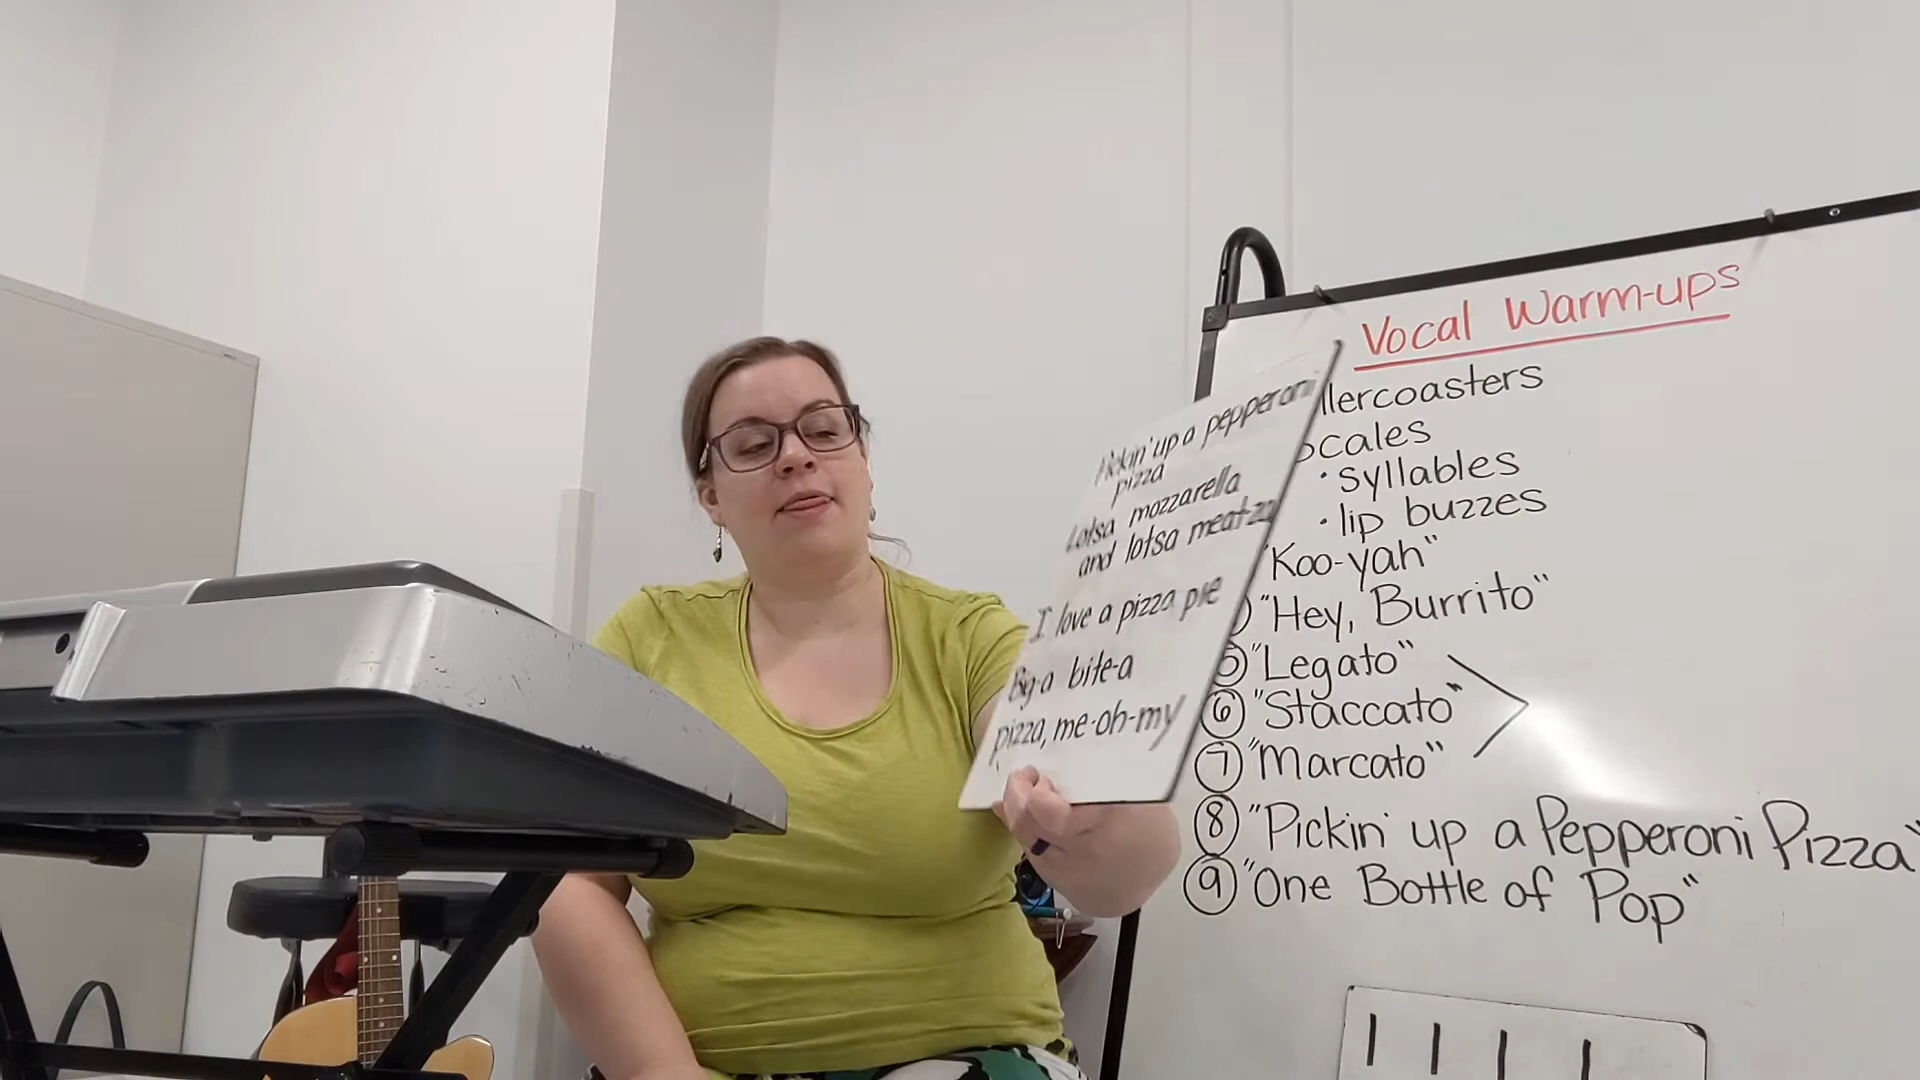 Pickin' up a pepperoni
pizza
Lotsa mozzarella
and lotsa meat-za
I love a pizza pie
Big-a bite-a
pizza, me-oh-my
Vocal Warm-ups
llercoasters
cales
• syllables
• lip buzzes
"Koo-yah"
"Hey, Burrito"
5 "Legato"
6 "Staccato"
7 "Marcato"
8 "Pickin' up a Pepperoni Pizza"
9 "One Bottle of Pop"